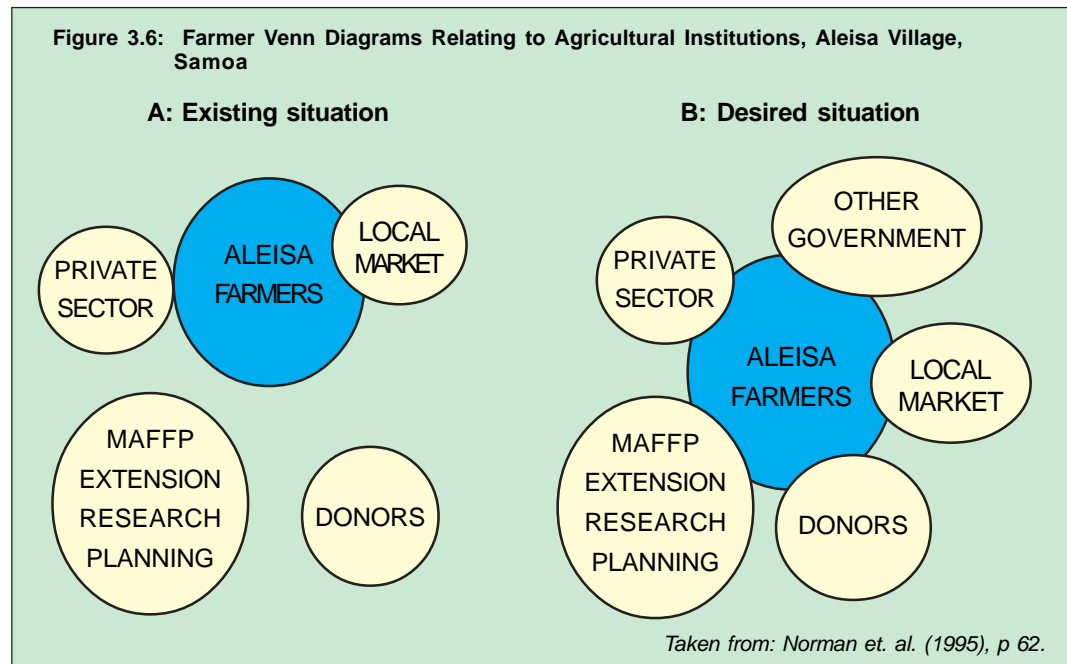 Figure 3.6: Farmer Venn Diagrams Relating to Agricultural Institutions, Aleisa Village,
Samoa
A: Existing situation
PRIVATE
SECTOR
ALEISA
FARMERS
LOCAL
MARKET
MAFFP
EXTENSION
RESEARCH
PLANNING
DONORS
B: Desired situation
OTHER
GOVERNMENT
PRIVATE
SECTOR
ALEISA
FARMERS
LOCAL
MARKET
MAFFP
EXTENSION
RESEARCH
PLANNING
DONORS
Taken from: Norman et. al. (1995), p 62.